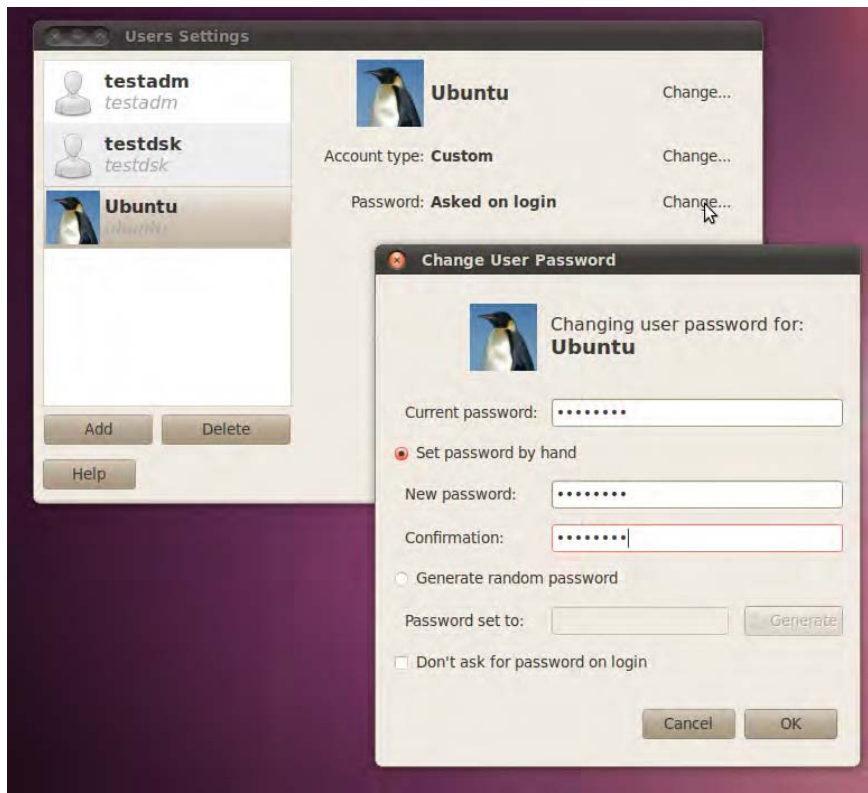 Users Settings
testadm
testadm
testdsk
testdsk
Ubuntu
ubuntu
Add
Delete
Help
Ubuntu
Change...
Account type: Custom
Change...
Password: Asked on login
Change...
Change User Password
Changing user password for:
Ubuntu
Current password: ••••••••
Set password by hand
New password: ••••••••
Confirmation: ••••••••
Generate random password
Password set to:
Generate
Don't ask for password on login
Cancel
OK